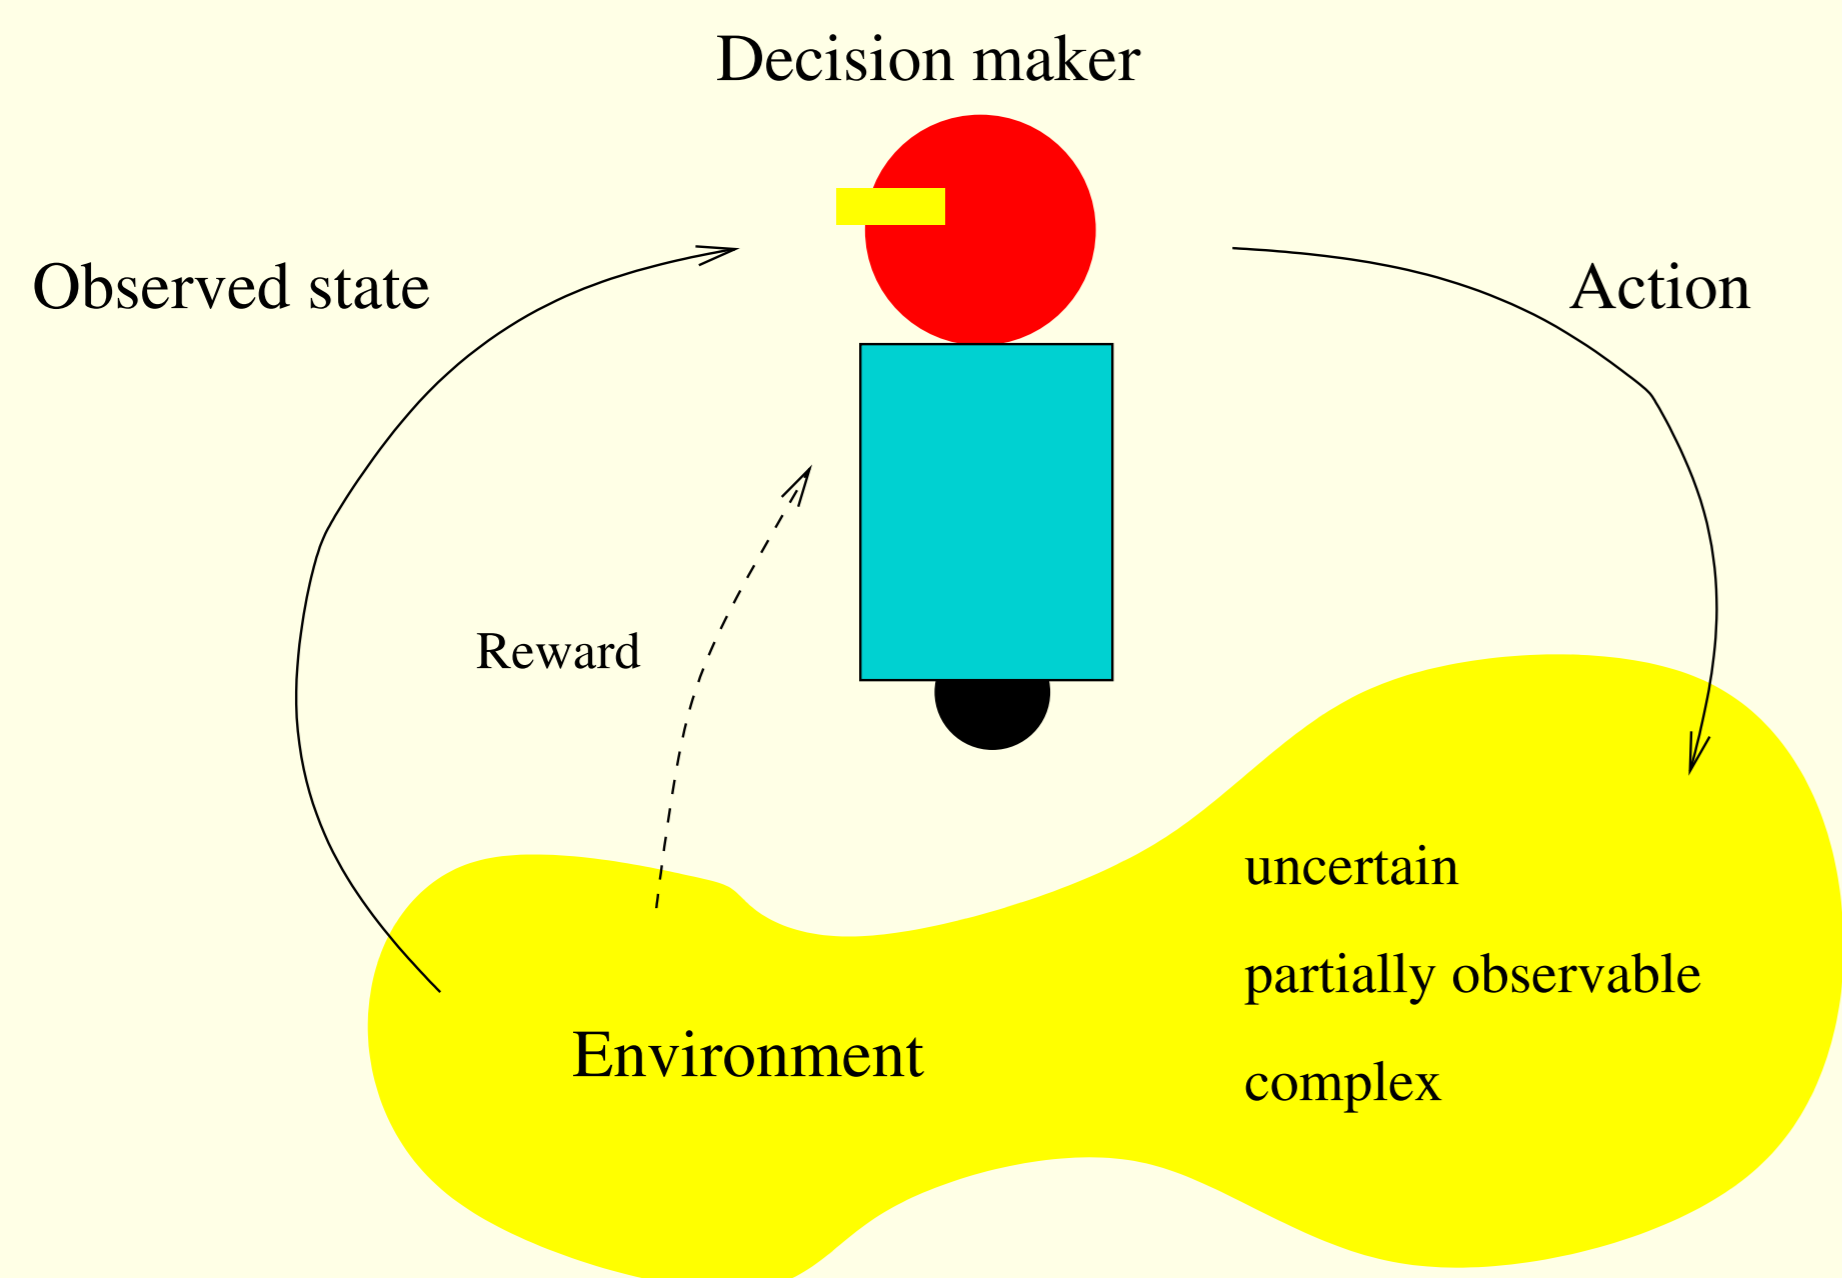 Decision maker
Observed state
Action
Reward
uncertain
partially observable
Environment
complex